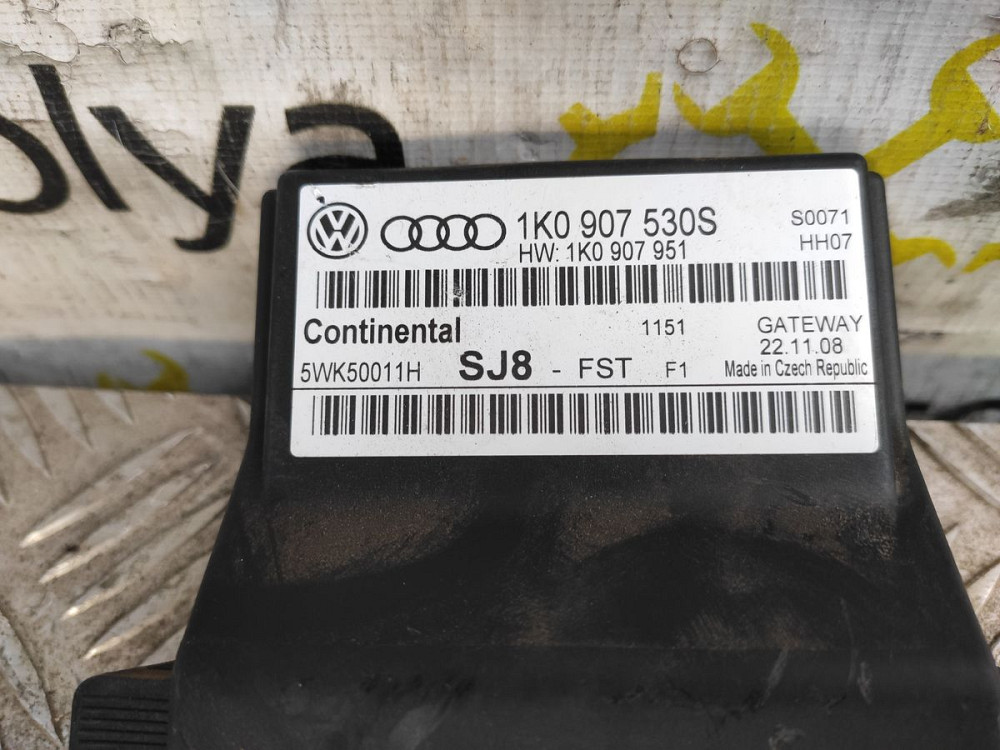 olya
1K0 907 530S S0071
HW: 1K0 907 951 HH07
Continental 1151 GATEWAY
22.11.08
5WK50011H SJ8 - FST F1 Made in Czech Republic